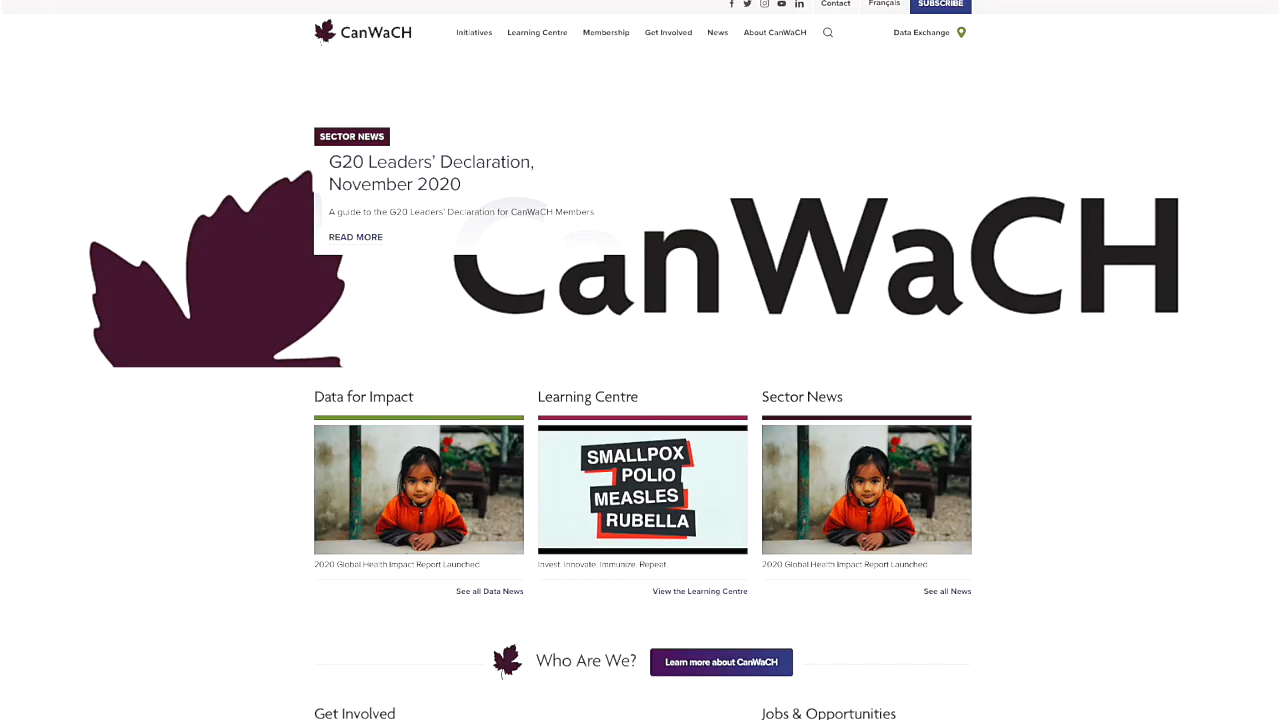 Contact Français SUBSCRIBE
CanWaCH Initiatives Learning Centre Membership Get Involved News About CanWaCH Data Exchange
SECTOR NEWS
G20 Leaders' Declaration,
November 2020
A guide to the G20 Leaders' Declaration for CanWaCH Members
READ MORE
CanWaCH
Data for Impact Learning Centre Sector News
SMALLPOX
POLIO
MEASLES
RUBELLA
2020 Global Health Impact Report Launched Invest. Innovate. Immunize. Repeat. 2020 Global Health Impact Report Launched
See all Data News View the Learning Centre See all News
Who Are We? Learn more about CanWaCH
Get Involved Jobs & Opportunities